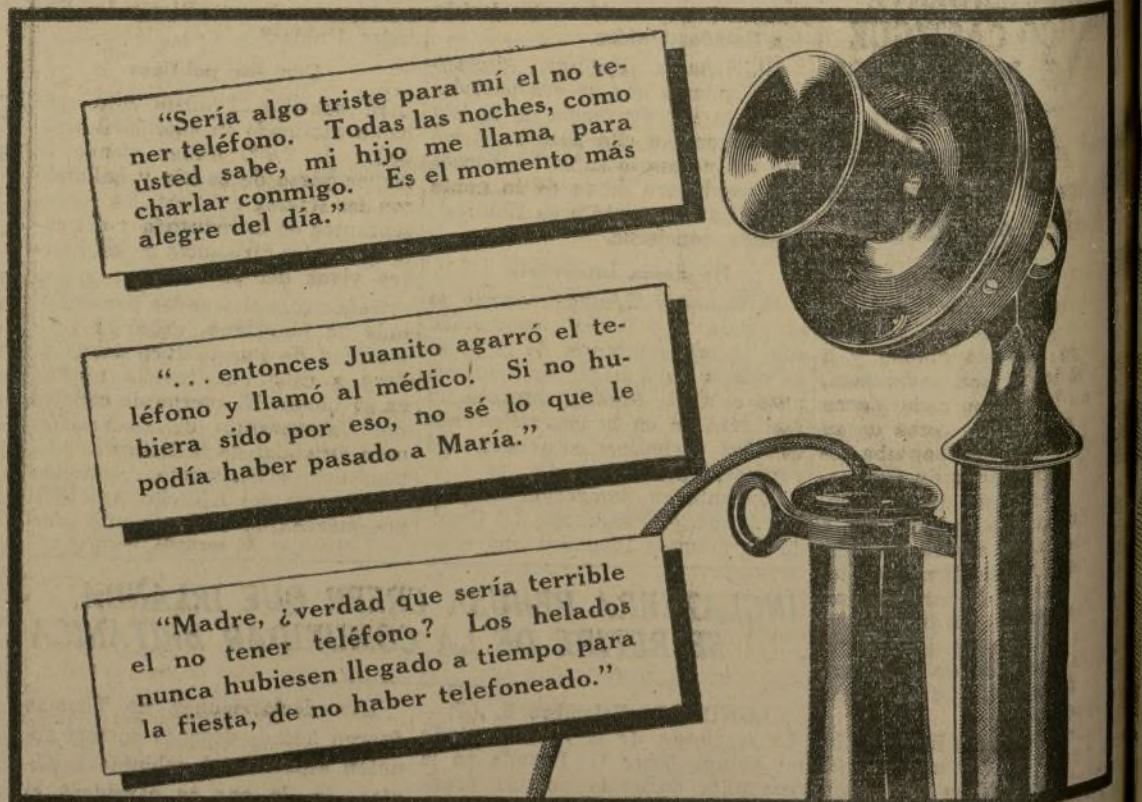 “Sería algo triste para mí el no te-
ner teléfono. Todas las noches, como
usted sabe, mi hijo me llama para
charlar conmigo. Es el momento más
alegre del día.”
“... entonces Juanito agarró el te-
léfono y llamó al médico! Si no hu-
biera sido por eso, no sé lo que le
podía haber pasado a María.”
“Madre, ¿verdad que sería terrible
el no tener teléfono? Los helados
nunca hubiesen llegado a tiempo para
la fiesta, de no haber telefoneado.”